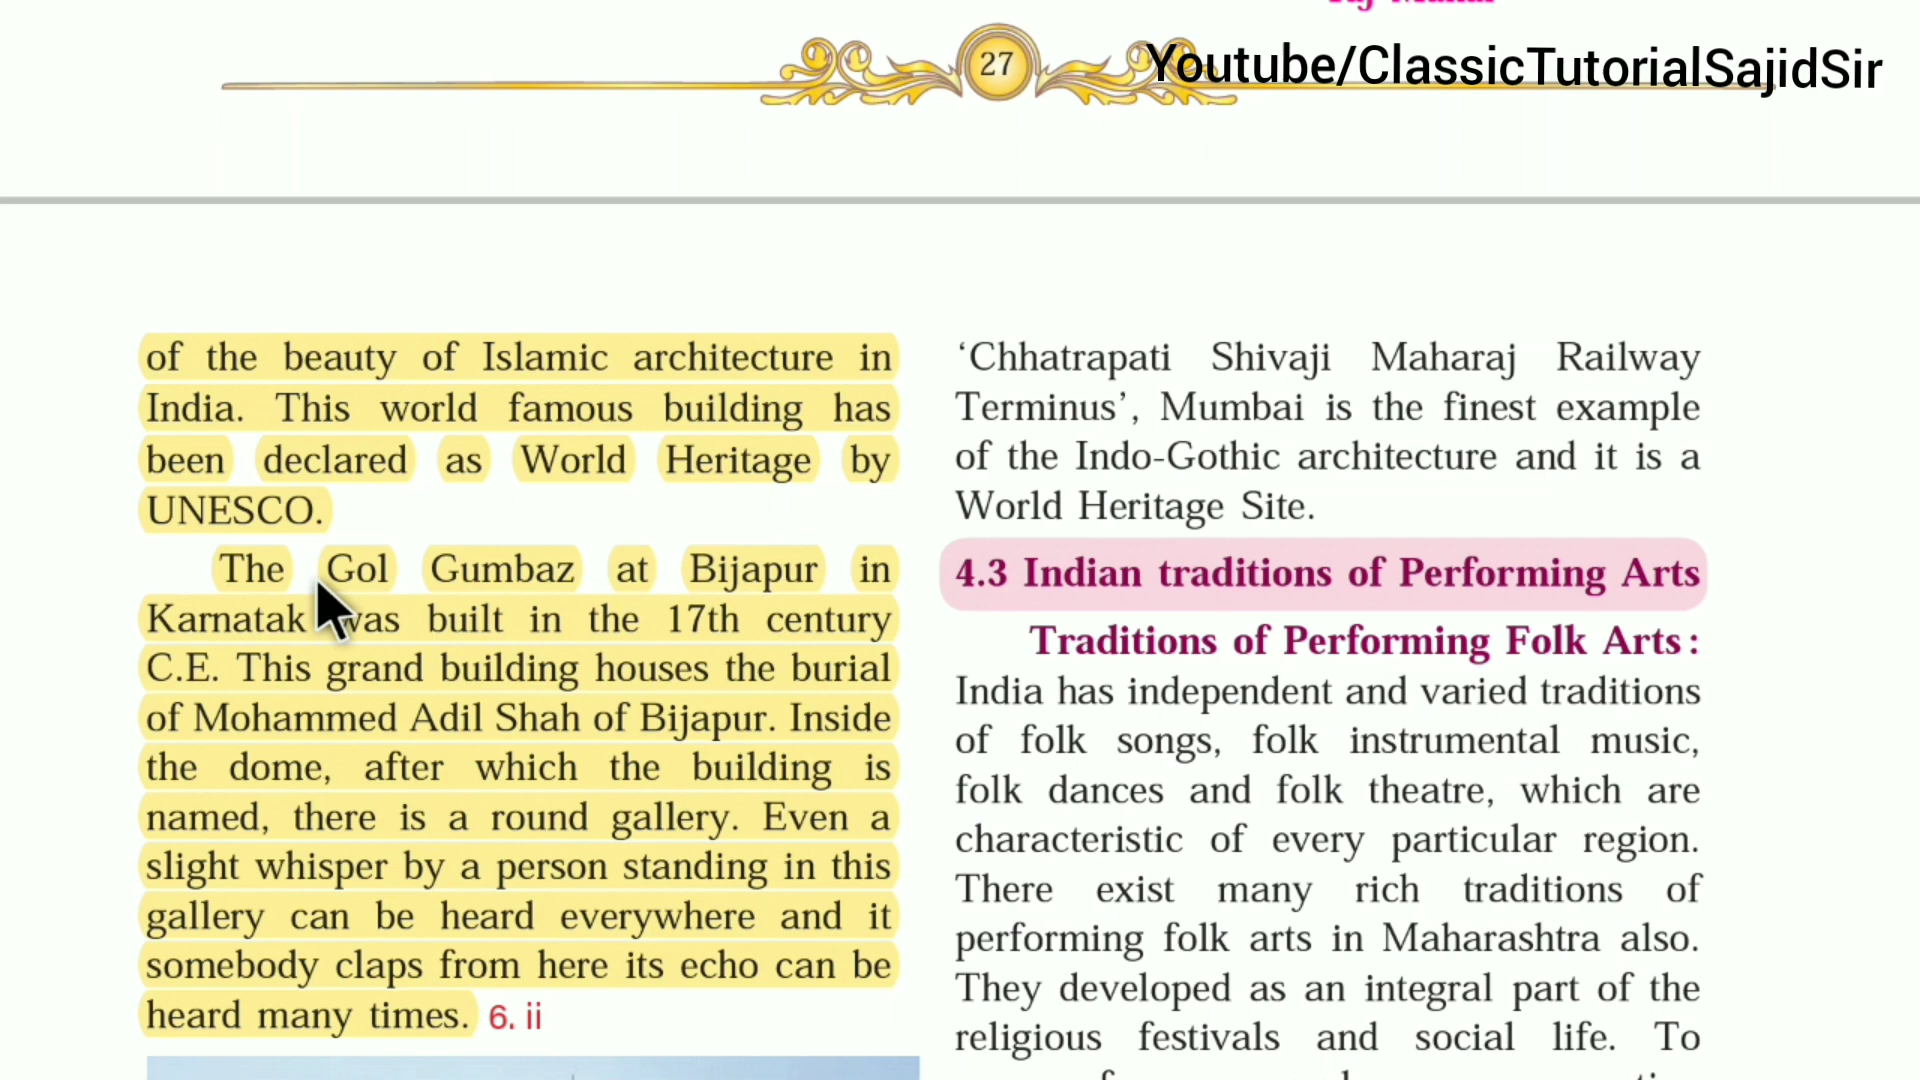 27
Youtube/ClassicTutorialSajidSir
of the beauty of Islamic architecture in
India. This world famous building has
been declared as World Heritage by
UNESCO.
The Gol Gumbaz at Bijapur in
Karnatak was built in the 17th century
C.E. This grand building houses the burial
of Mohammed Adil Shah of Bijapur. Inside
the dome, after which the building is
named, there is a round gallery. Even a
slight whisper by a person standing in this
gallery can be heard everywhere and it
somebody claps from here its echo can be
heard many times. 6. ii
‘Chhatrapati Shivaji Maharaj Railway
Terminus’, Mumbai is the finest example
of the Indo-Gothic architecture and it is a
World Heritage Site.
4.3 Indian traditions of Performing Arts
Traditions of Performing Folk Arts :
India has independent and varied traditions
of folk songs, folk instrumental music,
folk dances and folk theatre, which are
characteristic of every particular region.
There exist many rich traditions of
performing folk arts in Maharashtra also.
They developed as an integral part of the
religious festivals and social life. To